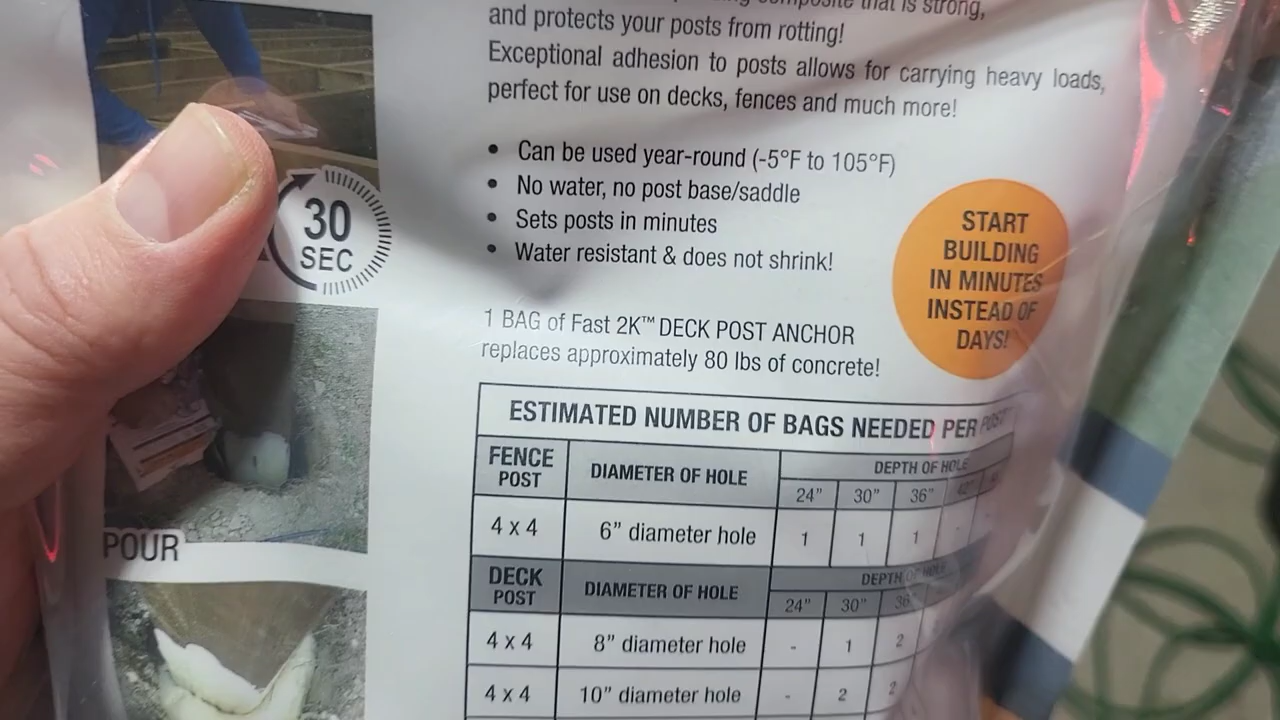 composite that is strong,
and protects your posts from rotting!
Exceptional adhesion to posts allows for carrying heavy loads,
perfect for use on decks, fences and much more!
• Can be used year-round (-5°F to 105°F)
• No water, no post base/saddle
• Sets posts in minutes
• Water resistant & does not shrink!
30
SEC
START
BUILDING
IN MINUTES
INSTEAD OF
DAYS!
1 BAG of Fast 2K™ DECK POST ANCHOR
replaces approximately 80 lbs of concrete!
ESTIMATED NUMBER OF BAGS NEEDED PER POST
FENCE
POST
DIAMETER OF HOLE
DEPTH OF HOLE
24” 30” 36”
4 x 4 6” diameter hole 1 1 1 -
DECK
POST
DIAMETER OF HOLE
DEPTH OF HOLE
24” 30” 36”
4 x 4 8” diameter hole - 1 2
4 x 4 10” diameter hole - 2 2
POUR